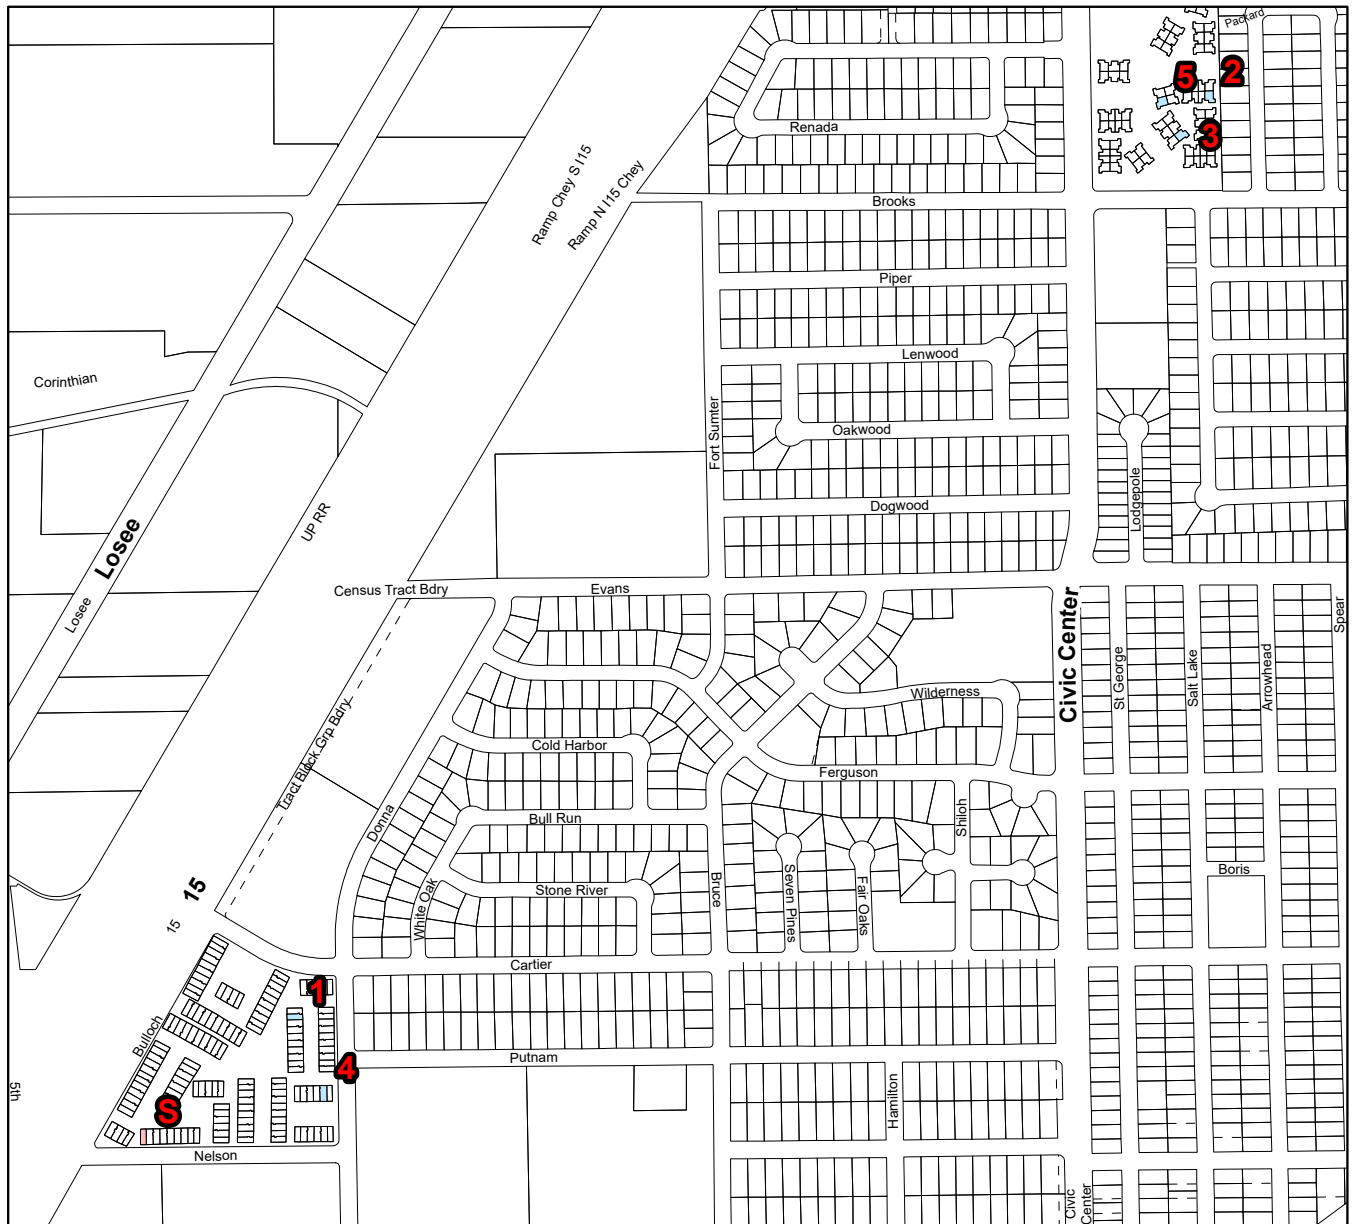 Packard
5
2
3
Renada
Ramp Chey S I15
Ramp N I15 Chey
Brooks
Piper
Lenwood
Corinthian
Fort Sumter
Oakwood
Lodgepole
Dogwood
UP RR
Losee
Losee
Census Tract Bdry
Evans
Civic Center
St George
Salt Lake
Arrowhead
Spear
Wilderness
Tract Block Grp Bdry
Cold Harbor
Ferguson
Donna
Bull Run
Shiloh
Boris
15
15
White Oak
Stone River
Bruce
Seven Pines
Fair Oaks
Cartier
1
Bulloch
4
Putnam
5th
Hamilton
S
Nelson
Civic
Center